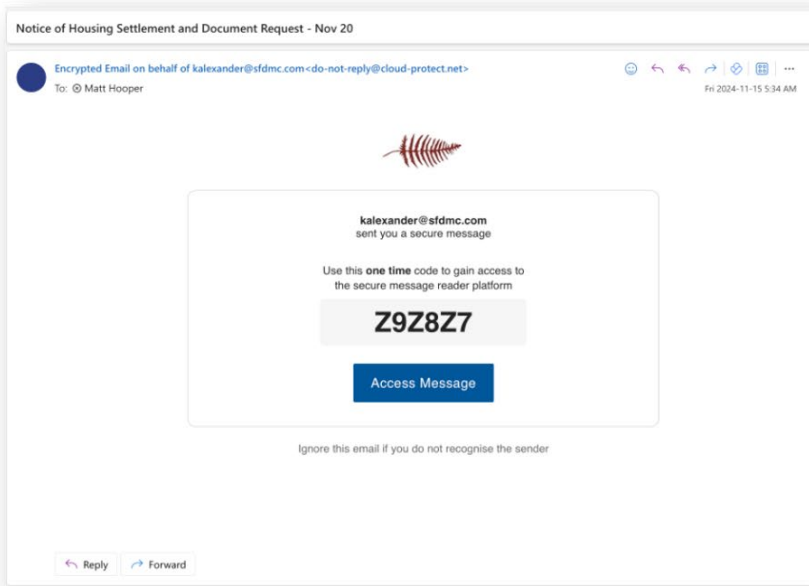 Notice of Housing Settlement and Document Request - Nov 20
Encrypted Email on behalf of kalexander@sfdmc.com<do-not-reply@cloud-protect.net>
To: Matt Hooper
Fri 2024-11-15 5:34 AM
kalexander@sfdmc.com
sent you a secure message
Use this one time code to gain access to
the secure message reader platform
Z9Z8Z7
Access Message
Ignore this email if you do not recognise the sender
Reply
Forward